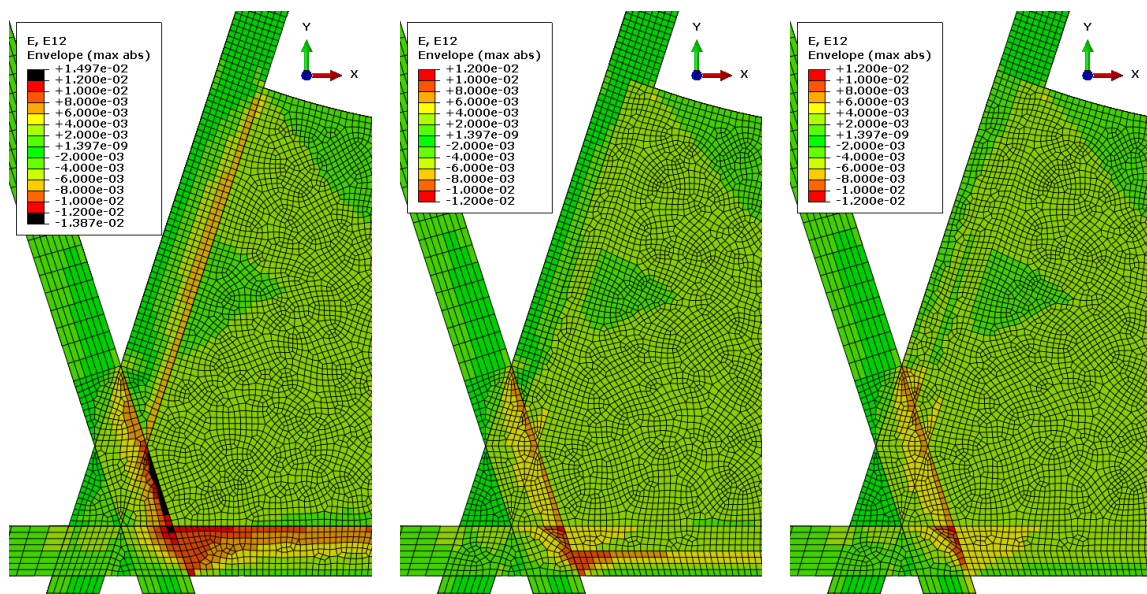 E, E12
Envelope (max abs)
+1.497e-02
+1.200e-02
+1.000e-02
+8.000e-03
+6.000e-03
+4.000e-03
+2.000e-03
+1.397e-09
-2.000e-03
-4.000e-03
-6.000e-03
-8.000e-03
-1.000e-02
-1.200e-02
-1.387e-02
Y
X
E, E12
Envelope (max abs)
+1.200e-02
+1.000e-02
+8.000e-03
+6.000e-03
+4.000e-03
+2.000e-03
+1.397e-09
-2.000e-03
-4.000e-03
-6.000e-03
-8.000e-03
-1.000e-02
-1.200e-02
Y
X
E, E12
Envelope (max abs)
+1.200e-02
+1.000e-02
+8.000e-03
+6.000e-03
+4.000e-03
+2.000e-03
+1.397e-09
-2.000e-03
-4.000e-03
-6.000e-03
-8.000e-03
-1.000e-02
-1.200e-02
Y
X